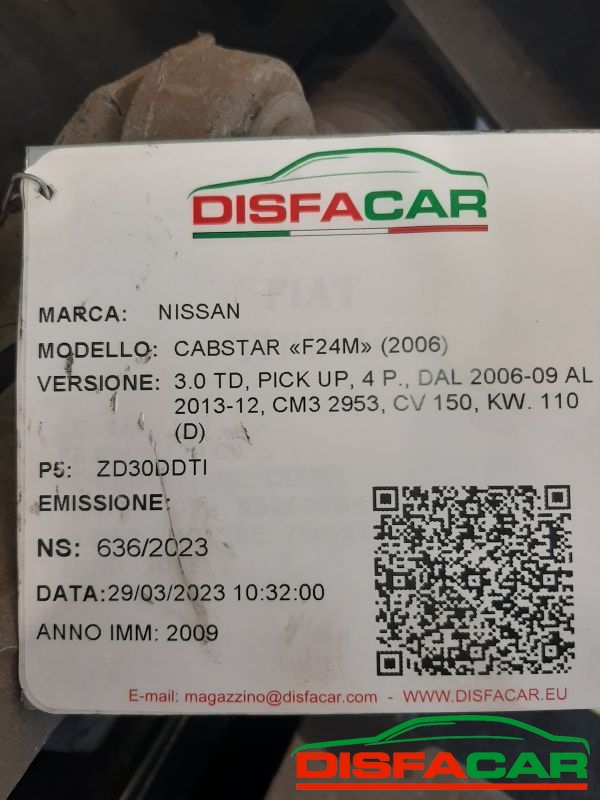 DISFACAR
MARCA: NISSAN
MODELLO: CABSTAR «F24M» (2006)
VERSIONE: 3.0 TD, PICK UP, 4 P., DAL 2006-09 AL
2013-12, CM3 2953, CV 150, KW. 110
(D)
P5: ZD30DDTI
EMISSIONE:
NS: 636/2023
DATA:29/03/2023 10:32:00
ANNO IMM: 2009
E-mail: magazzino@disfacar.com - WWW.DISFACAR.EU
DISFACAR